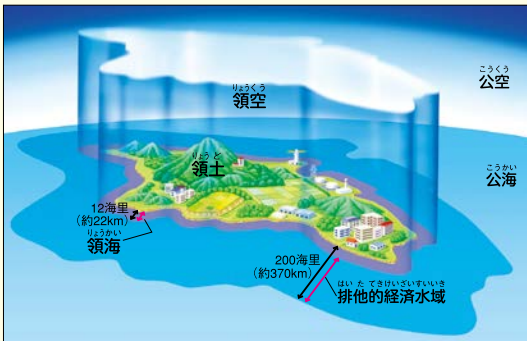 こうくう
公空
りょうくう
領空
りょうど
領土
こうかい
公海
12海里
(約22km)
りょうかい
領海
200海里
(約370km)
はいたてきけいざいすいいき
排他的経済水域